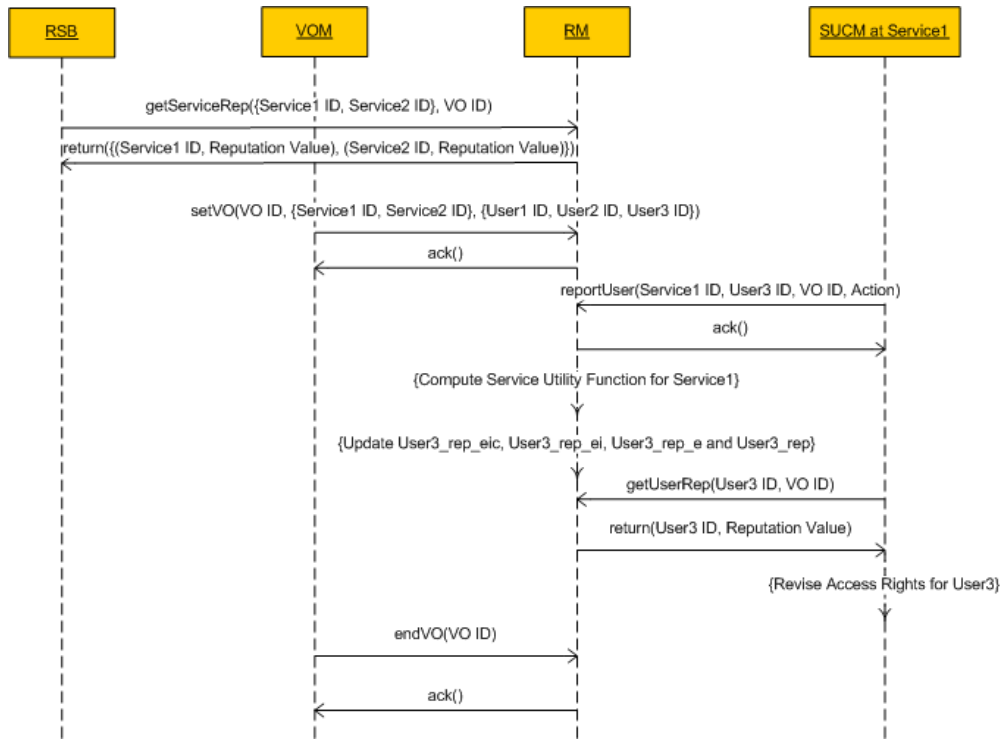 RSB
VOM
RM
SUCM at Service1
getServiceRep({Service1 ID, Service2 ID}, VO ID)
return({(Service1 ID, Reputation Value), (Service2 ID, Reputation Value)})
setVO(VO ID, {Service1 ID, Service2 ID}, {User1 ID, User2 ID, User3 ID})
ack()
reportUser(Service1 ID, User3 ID, VO ID, Action)
ack()
{Compute Service Utility Function for Service1}
{Update User3_rep_eic, User3_rep_ei, User3_rep_e and User3_rep}
getUserRep(User3 ID, VO ID)
return(User3 ID, Reputation Value)
{Revise Access Rights for User3}
endVO(VO ID)
ack()